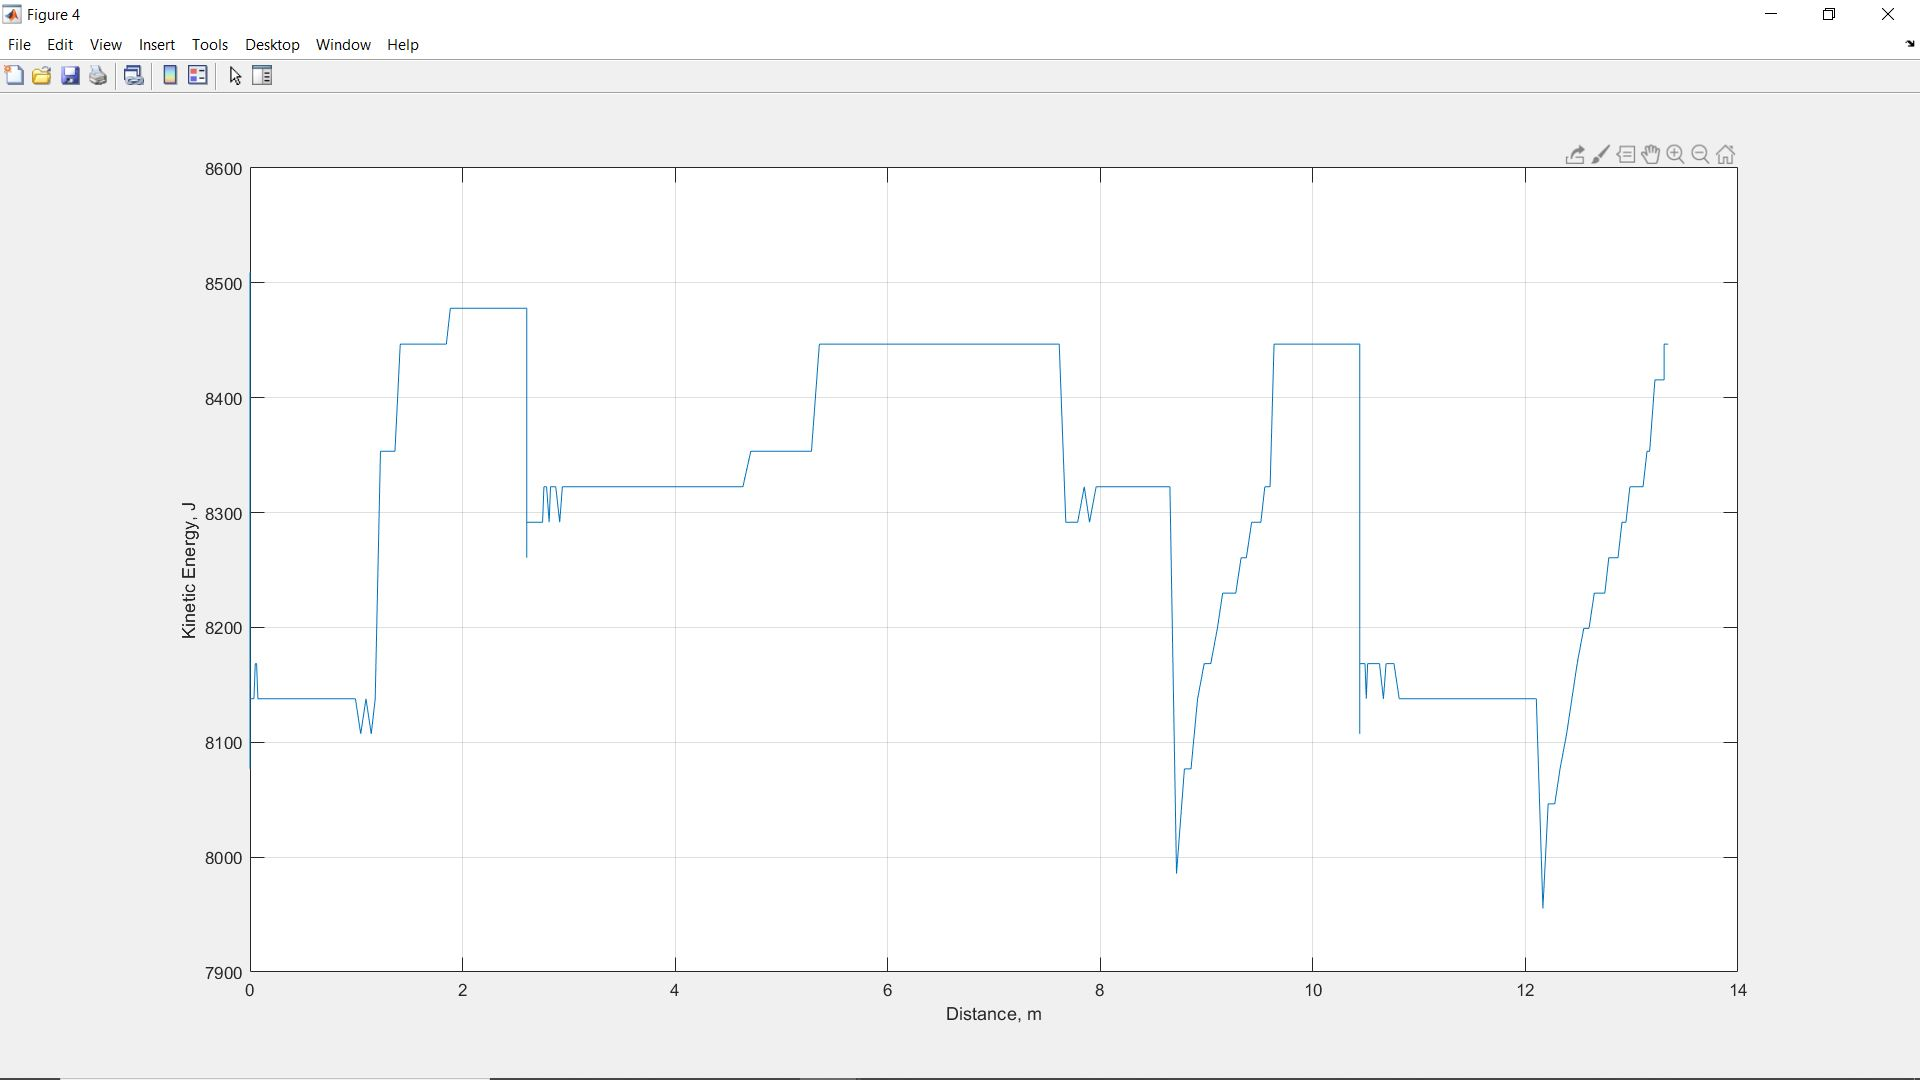 Figure 4
File Edit View Insert Tools Desktop Window Help
8600
8500
8400
8300
8200
8100
8000
7900
Kinetic Energy, J
0 2 4 6 8 10 12 14
Distance, m